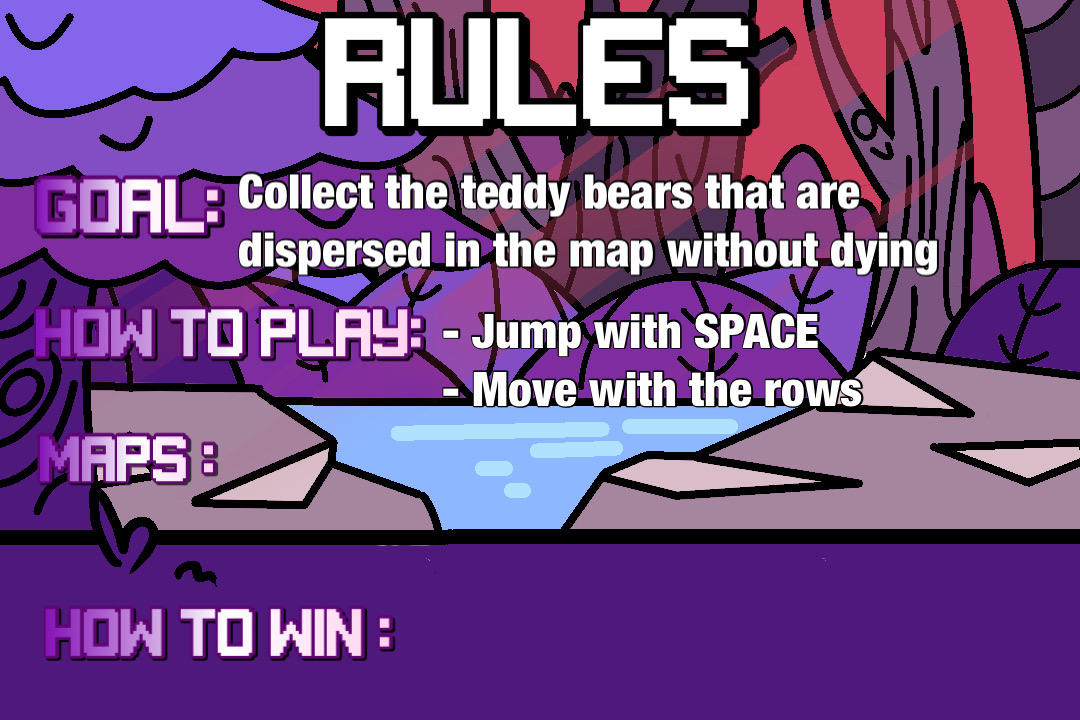 RULES
GOAL: Collect the teddy bears that are
dispersed in the map without dying
HOW TO PLAY: - Jump with SPACE
- Move with the rows
MAPS :
HOW TO WIN :